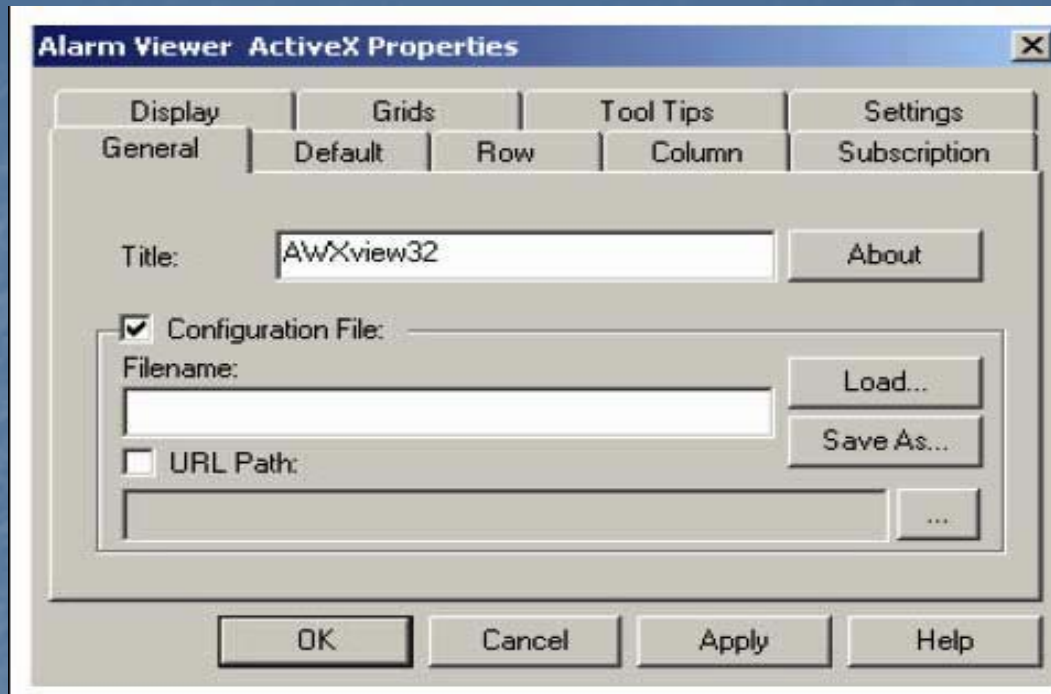 Alarm Viewer ActiveX Properties
Display Grids Tool Tips Settings
General Default Row Column Subscription
Title: AWXview32 About
Configuration File:
Filename:
Load...
Save As...
URL Path:
...
OK Cancel Apply Help